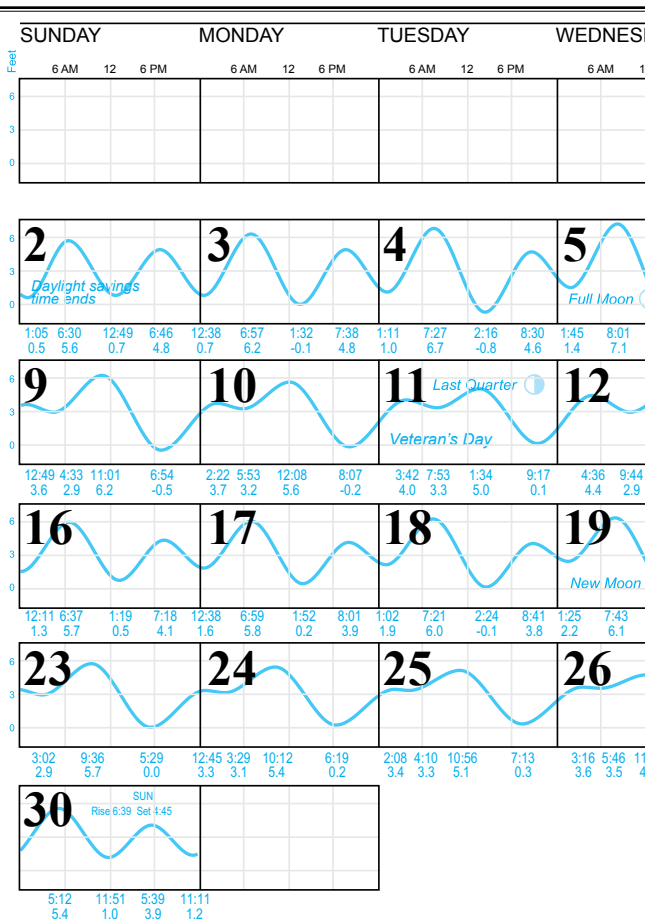 SUNDAY MONDAY TUESDAY WEDNES
Feet
6 AM 12 6 PM 6 AM 12 6 PM 6 AM 12 6 PM 6 AM 1
6
3
0
2 3 4 5
6
3
0
Daylight savings
time ends
Full Moon
1:05 6:30 12:49 6:46 12:38 6:57 1:32 7:38 1:11 7:27 2:16 8:30 1:45 8:01
0.5 5.6 0.7 4.8 0.7 6.2 -0.1 4.8 1.0 6.7 -0.8 4.6 1.4 7.1
9 10 11 Last Quarter 12
6
3
0
Veteran's Day
12:49 4:33 11:01 6:54 2:22 5:53 12:08 8:07 3:42 7:53 1:34 9:17 4:36 9:44
3.6 2.9 6.2 -0.5 3.7 3.2 5.6 -0.2 4.0 3.3 5.0 0.1 4.4 2.9
16 17 18 19
6
3
0
New Moon
12:11 6:37 1:19 7:18 12:38 6:59 1:52 8:01 1:02 7:21 2:24 8:41 1:25 7:43
1.3 5.7 0.5 4.1 1.6 5.8 0.2 3.9 1.9 6.0 -0.1 3.8 2.2 6.1
23 24 25 26
6
3
0
3:02 9:36 5:29 12:45 3:29 10:12 6:19 2:08 4:10 10:56 7:13 3:16 5:46 11
2.9 5.7 0.0 3.3 3.1 5.4 0.2 3.4 3.3 5.1 0.3 3.6 3.5 4
30
SUN
Rise 6:39 Set 4:45
5:12 11:51 5:39 11:11
5.4 1.0 3.9 1.2